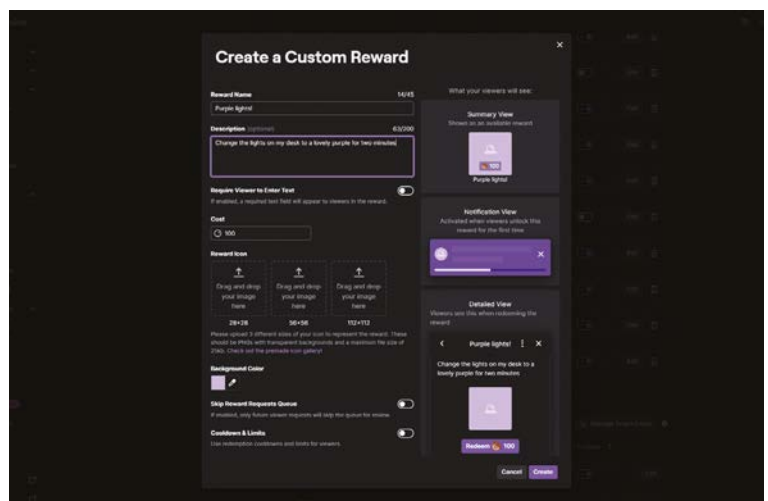 Create a Custom Reward
Reward Name 14/45
Purple lights!
Description (optional) 63/200
Change the lights on my desk to a lovely purple for two minutes
Require Viewer to Enter Text
If enabled, a required text field will appear to viewers in the reward.
Cost
100
Reward Icon
Drag and drop
your image
here
28×28
Drag and drop
your image
here
56×56
Drag and drop
your image
here
112×112
Please upload 3 different sizes of your icon to represent the reward. These
should be PNGs with transparent backgrounds and a maximum file size of
25KB. Check out the premade icon gallery!
Background Color
Skip Reward Requests Queue
If enabled, only future viewer requests will skip the queue for review.
Cooldown & Limits
Use redemption cooldowns and limits for viewers.
What your viewers will see:
Summary View
Shown as an available reward
100
Purple lights!
Notification View
Activated when viewers unlock this
reward for the first time
Detailed View
Viewers see this when redeeming the
reward
Purple lights!
Change the lights on my desk to a
lovely purple for two minutes
Redeem 100
Cancel Create